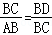 BC/AB = BD/BC